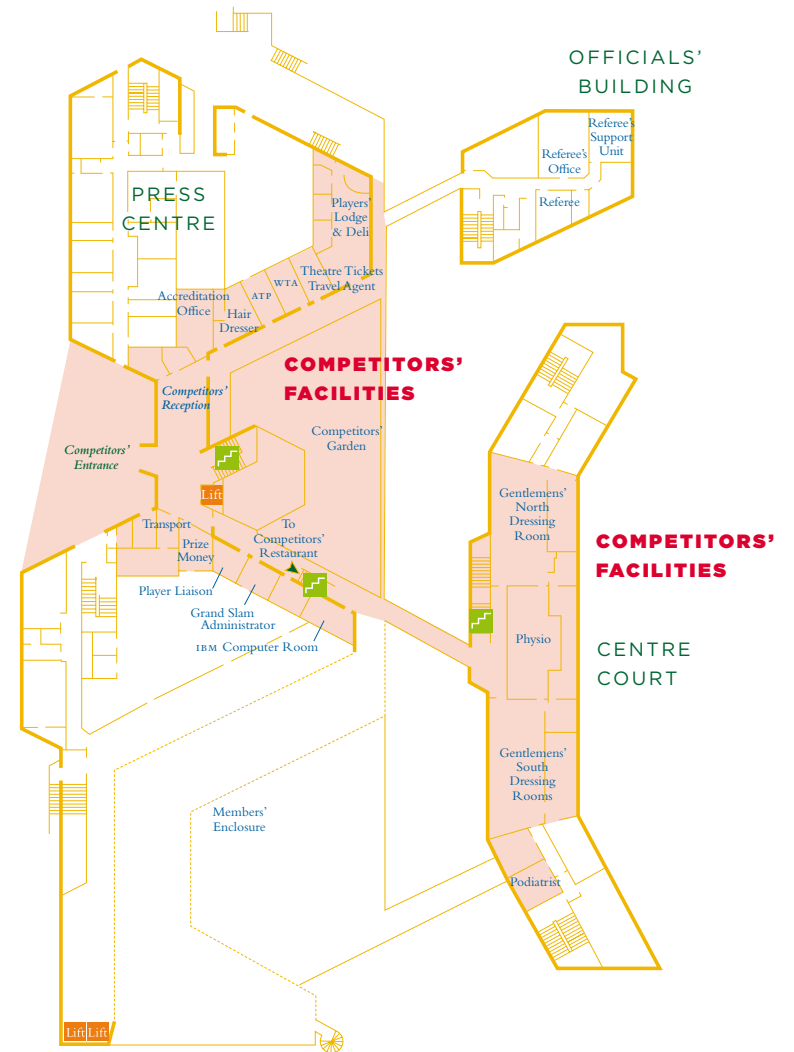 OFFICIALS’
BUILDING
Referee’s
Support
Unit
Referee’s
Office
Referee
PRESS
CENTRE
Players’
Lodge
& Deli
Theatre Tickets
Travel Agent
WTA
ATP
Accreditation
Office
Hair
Dresser
COMPETITORS’
FACILITIES
Competitors’
Reception
Competitors’
Garden
Competitors’
Entrance
Lift
Transport
Prize
Money
To
Competitors’
Restaurant
Player Liaison
Grand Slam
Administrator
IBM Computer Room
Gentlemens’
North
Dressing
Room
COMPETITORS’
FACILITIES
Physio
CENTRE
COURT
Gentlemens’
South
Dressing
Rooms
Members’
Enclosure
Podiatrist
Lift Lift